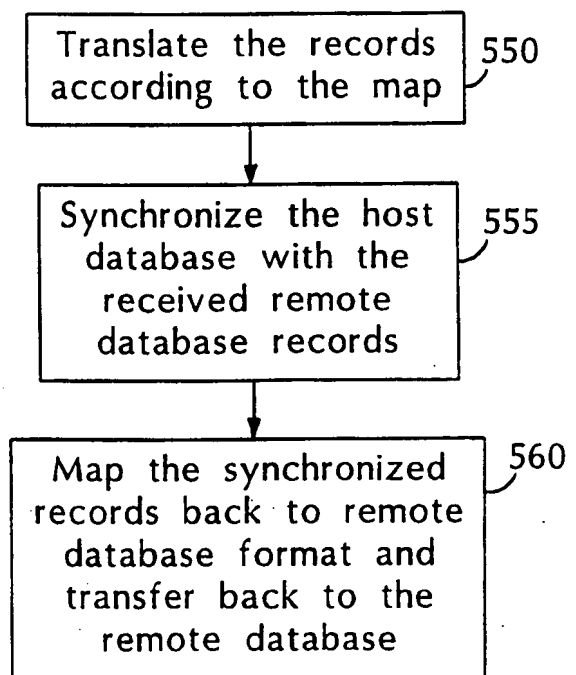 Translate the records
according to the map
550
Synchronize the host
database with the
received remote
database records
555
Map the synchronized
records back to remote
database format and
transfer back to the
remote database
560